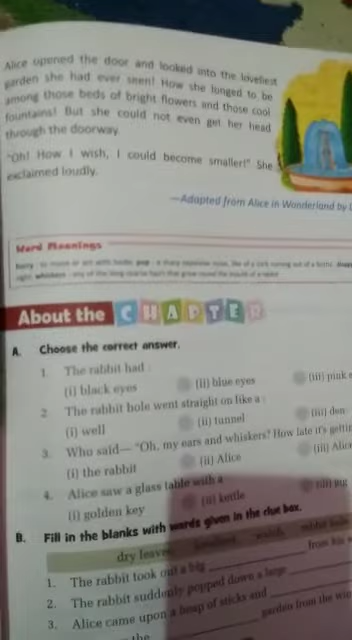 Alice opened the door and looked into the loveliest
garden she had ever seen! How she longed to be
among those beds of bright flowers and those cool
fountains! But she could not even get her head
through the doorway.
"Oh! How I wish, I could become smaller!" She
exclaimed loudly.
—Adapted from Alice in Wonderland by
Word Meanings
About the CHAPTER
A. Choose the correct answer.
1. The rabbit had :
(i) black eyes (ii) blue eyes (iii) pink
2. The rabbit hole went straight on like a :
(i) well (ii) tunnel (iii) den
3. Who said— "Oh, my ears and whiskers? How late it's
(i) the rabbit (ii) Alice (iii)
4. Alice saw a glass table with a
(i) golden key (ii) kettle (iii)
B. Fill in the blanks with words given in the clue box.
dry leaves
1. The rabbit took out a big ________ from his
2. The rabbit suddenly popped down a large ________
3. Alice came upon a heap of sticks and ________
garden from the
the